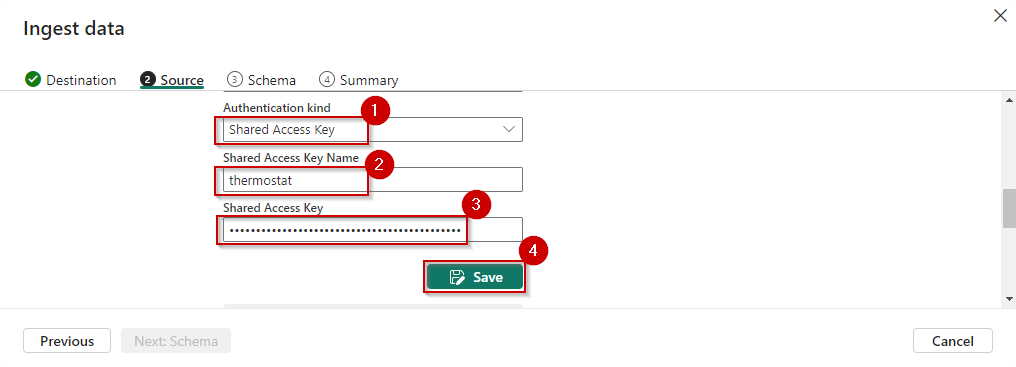 Ingest data
Destination 2 Source 3 Schema 4 Summary
Authentication kind 1
Shared Access Key
Shared Access Key Name 2
thermostat
Shared Access Key 3
••••••••••••••••••••••••••••••••••••••••••••
4
Save
Previous Next: Schema Cancel